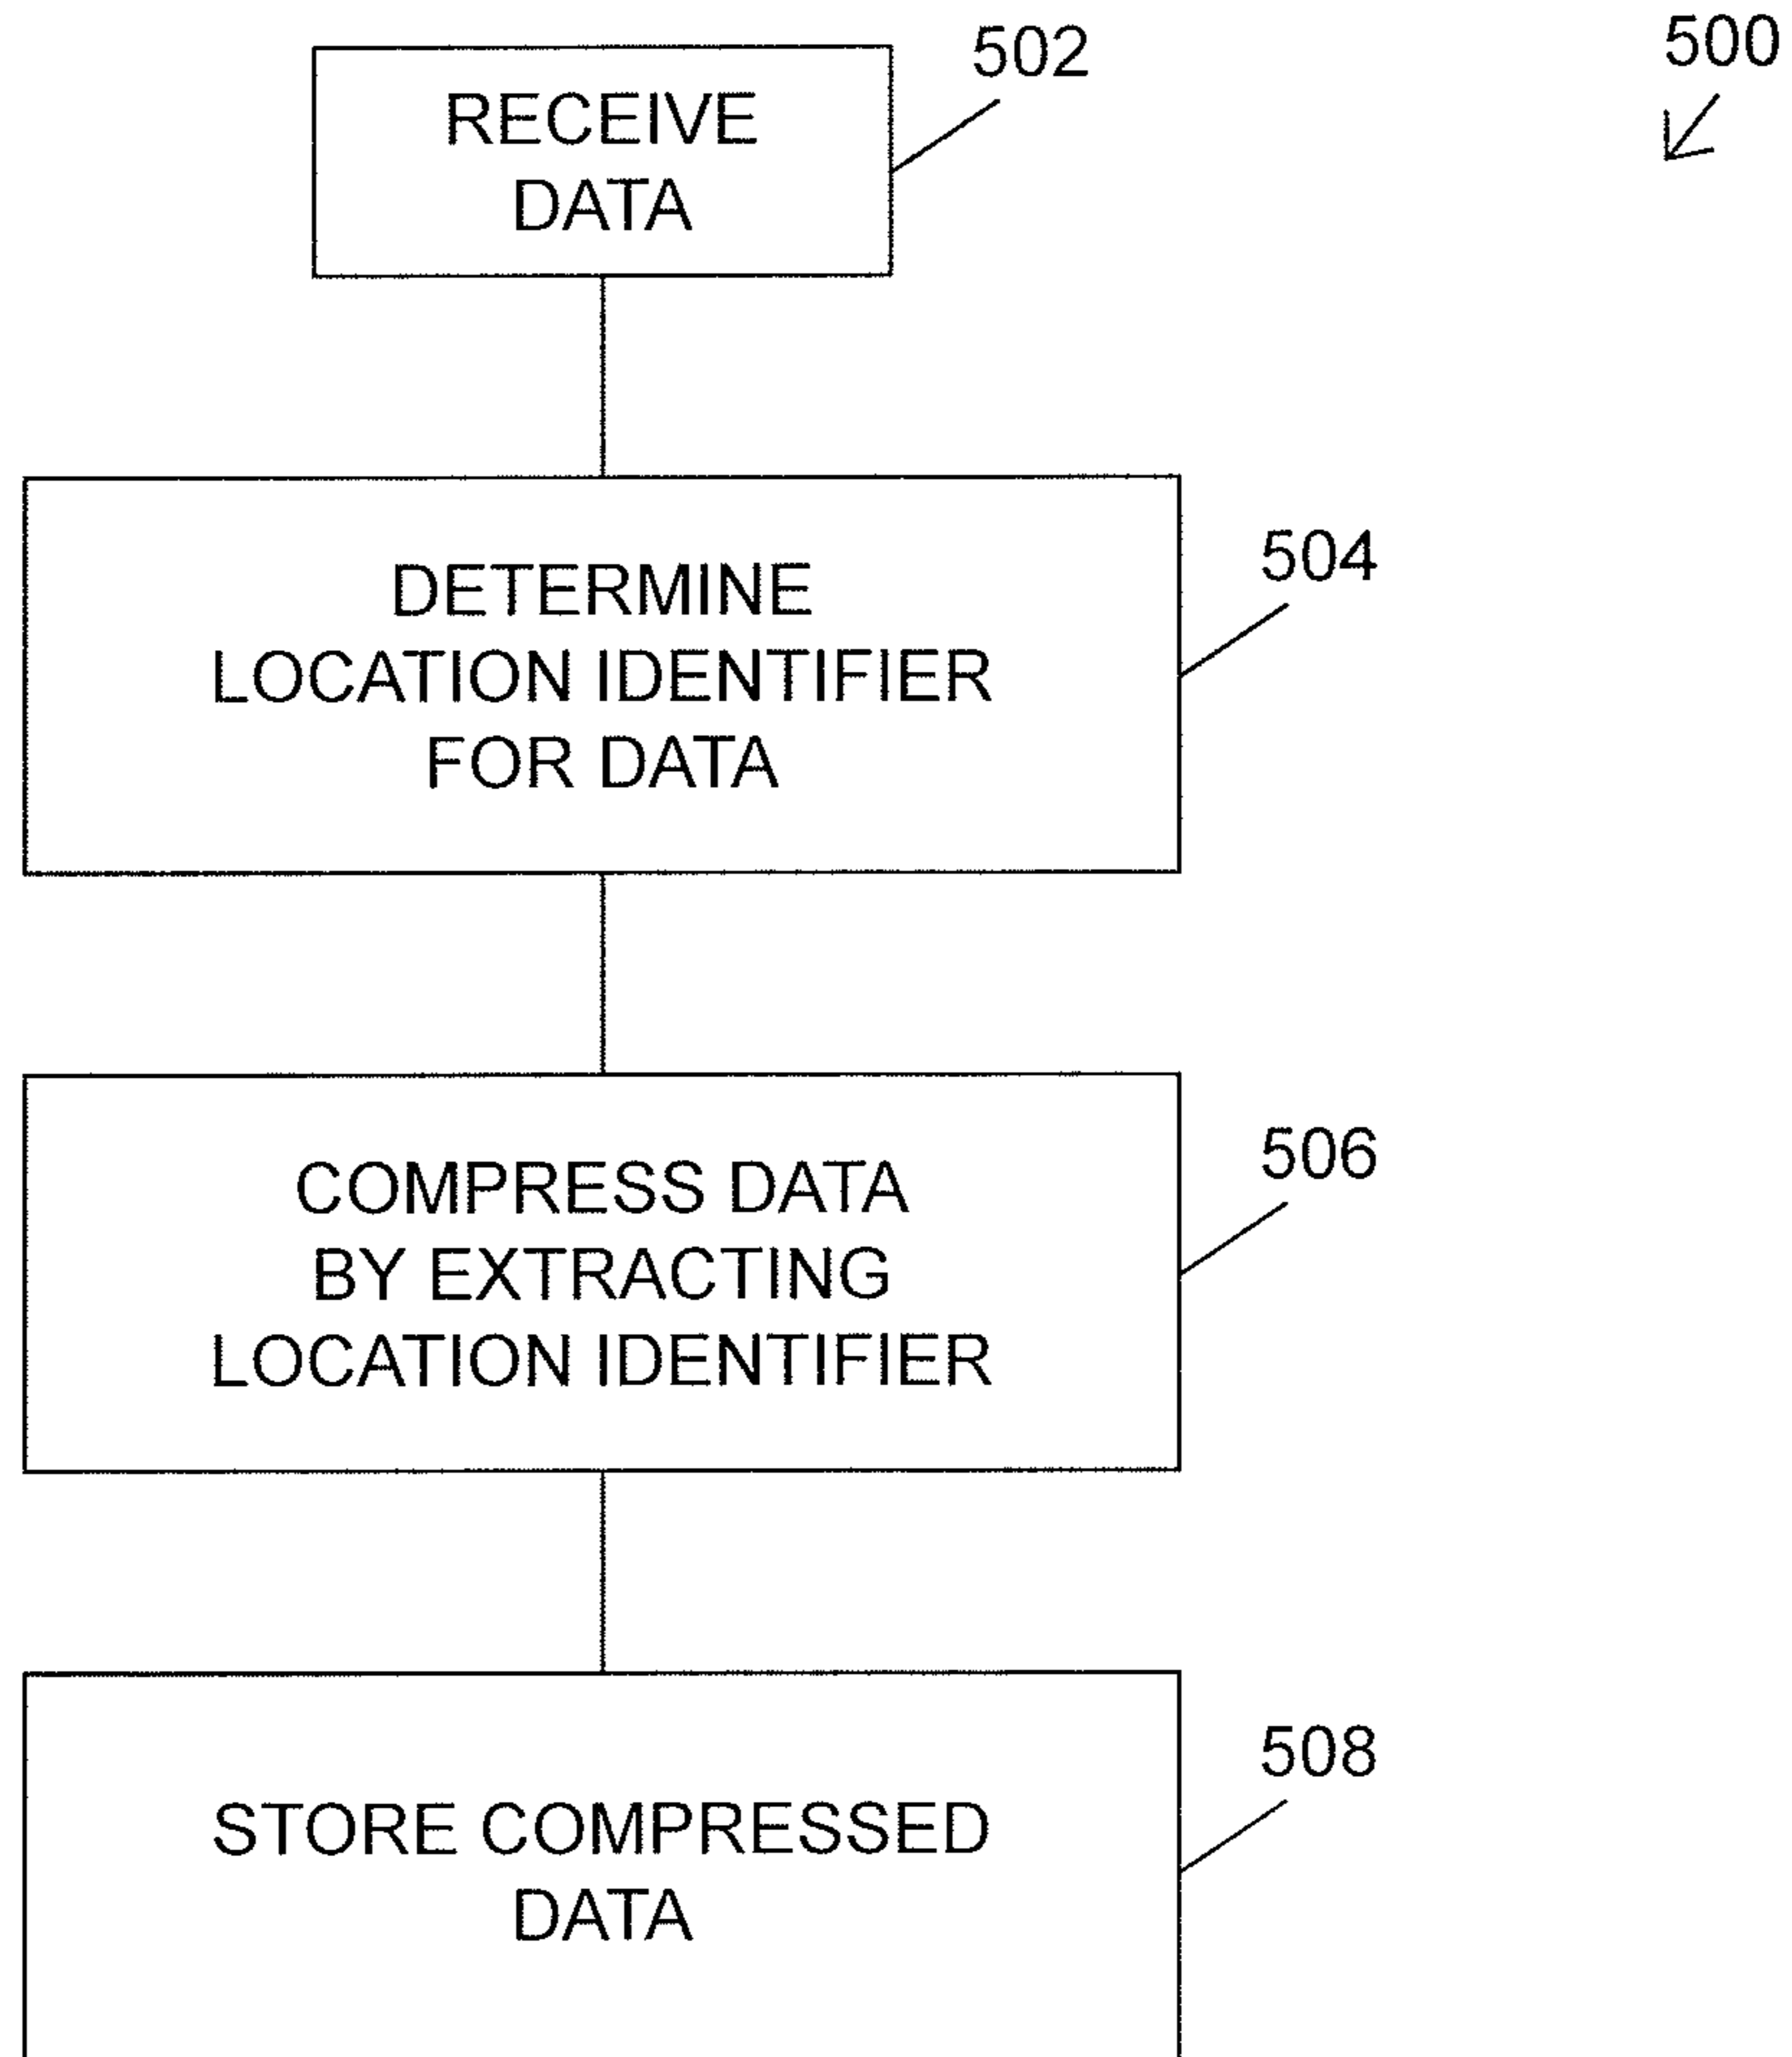 500
502
RECEIVE
DATA
504
DETERMINE
LOCATION IDENTIFIER
FOR DATA
506
COMPRESS DATA
BY EXTRACTING
LOCATION IDENTIFIER
508
STORE COMPRESSED
DATA